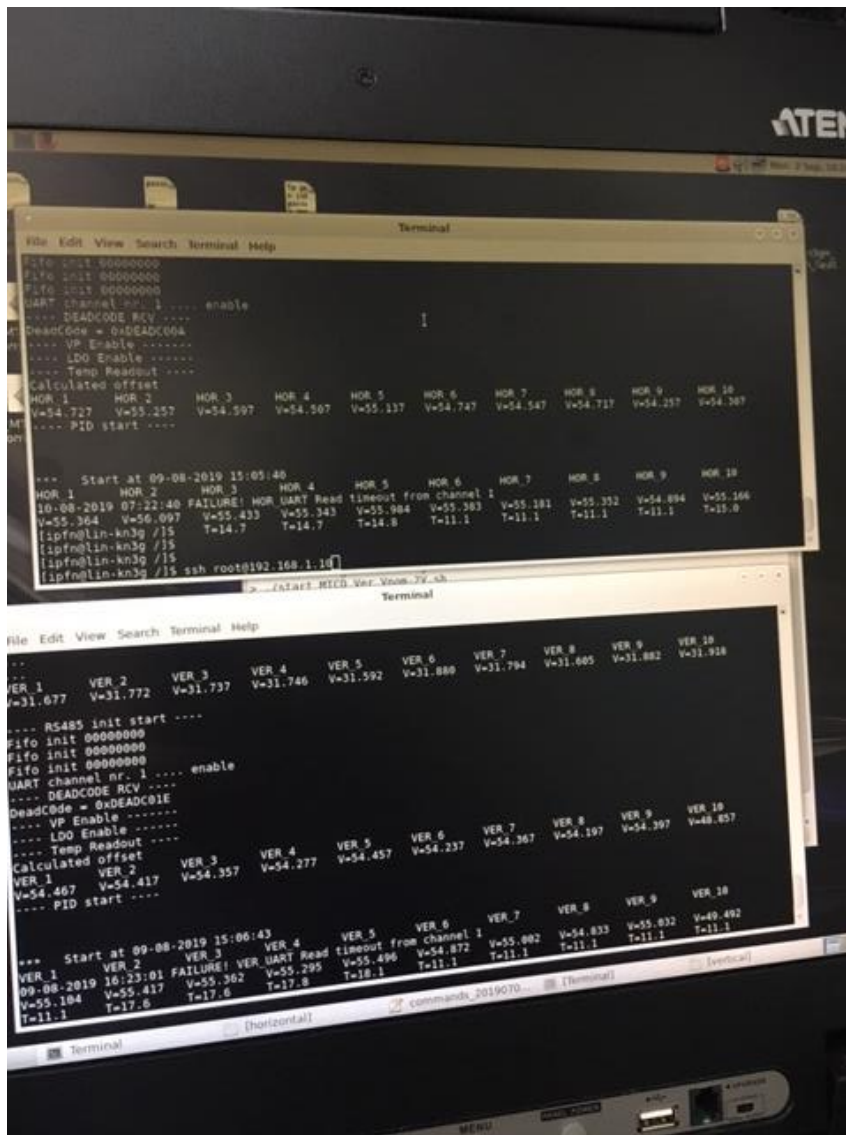 ATEN
Mon 2 Sep,
Terminal
File Edit View Search Terminal Help
Fifo init 00000000
Fifo init 00000000
Fifo init 00000000
UART channel nr. 1 .... enable
---- DEADCODE RCV ----
DeadC0de = 0xDEADC00A
---- VP Enable -------
---- LDO Enable ------
---- Temp Readout ----
Calculated offset
HOR_1 HOR_2 HOR_3 HOR_4 HOR_5 HOR_6 HOR_7 HOR_8 HOR_9 HOR_10
V=54.727 V=55.257 V=54.597 V=54.507 V=55.137 V=54.747 V=54.547 V=54.717 V=54.257 V=54.307
---- PID start ----
*** Start at 09-08-2019 15:05:46
HOR_1 HOR_2 HOR_3 HOR_4 HOR_5 HOR_6 HOR_7 HOR_8 HOR_9 HOR_10
10-08-2019 07:22:40 FAILURE! HOR_UART Read timeout from channel 1
V=55.364 V=56.097 V=55.433 V=55.343 V=55.984 V=55.383 V=55.181 V=55.352 V=54.894 V=55.166
[ipfn@lin-kn3g /]$ T=14.7 T=14.7 T=14.8 T=11.1 T=11.1 T=11.1 T=11.1 T=15.0
[ipfn@lin-kn3g /]$
[ipfn@lin-kn3g /]$
[ipfn@lin-kn3g /]$ ssh root@192.168.1.10
> ./start_MICO_Ver_Vnom_7V.sh
Terminal
File Edit View Search Terminal Help
...
VER_1 VER_2 VER_3 VER_4 VER_5 VER_6 VER_7 VER_8 VER_9 VER_10
V=31.677 V=31.772 V=31.737 V=31.746 V=31.592 V=31.880 V=31.794 V=31.605 V=31.882 V=31.918
---- RS485 init start ----
Fifo init 00000000
Fifo init 00000000
Fifo init 00000000
UART channel nr. 1 .... enable
---- DEADCODE RCV ----
DeadC0de = 0xDEADC01E
---- VP Enable -------
---- LDO Enable ------
---- Temp Readout ----
Calculated offset
VER_1 VER_2 VER_3 VER_4 VER_5 VER_6 VER_7 VER_8 VER_9 VER_10
V=54.467 V=54.417 V=54.357 V=54.277 V=54.457 V=54.237 V=54.367 V=54.197 V=54.397 V=48.857
---- PID start ----
*** Start at 09-08-2019 15:06:43
VER_1 VER_2 VER_3 VER_4 VER_5 VER_6 VER_7 VER_8 VER_9 VER_10
09-08-2019 16:23:01 FAILURE! VER_UART Read timeout from channel 1
V=55.104 V=55.417 V=55.362 V=55.295 V=55.496 V=54.872 V=55.002 V=54.833 V=55.032 V=49.492
T=11.1 T=17.6 T=17.6 T=17.8 T=18.1 T=11.1 T=11.1 T=11.1 T=11.1 T=11.1
Terminal [horizontal] commands_2019070... [Terminal] [vertical]
MENU
UPGRADE